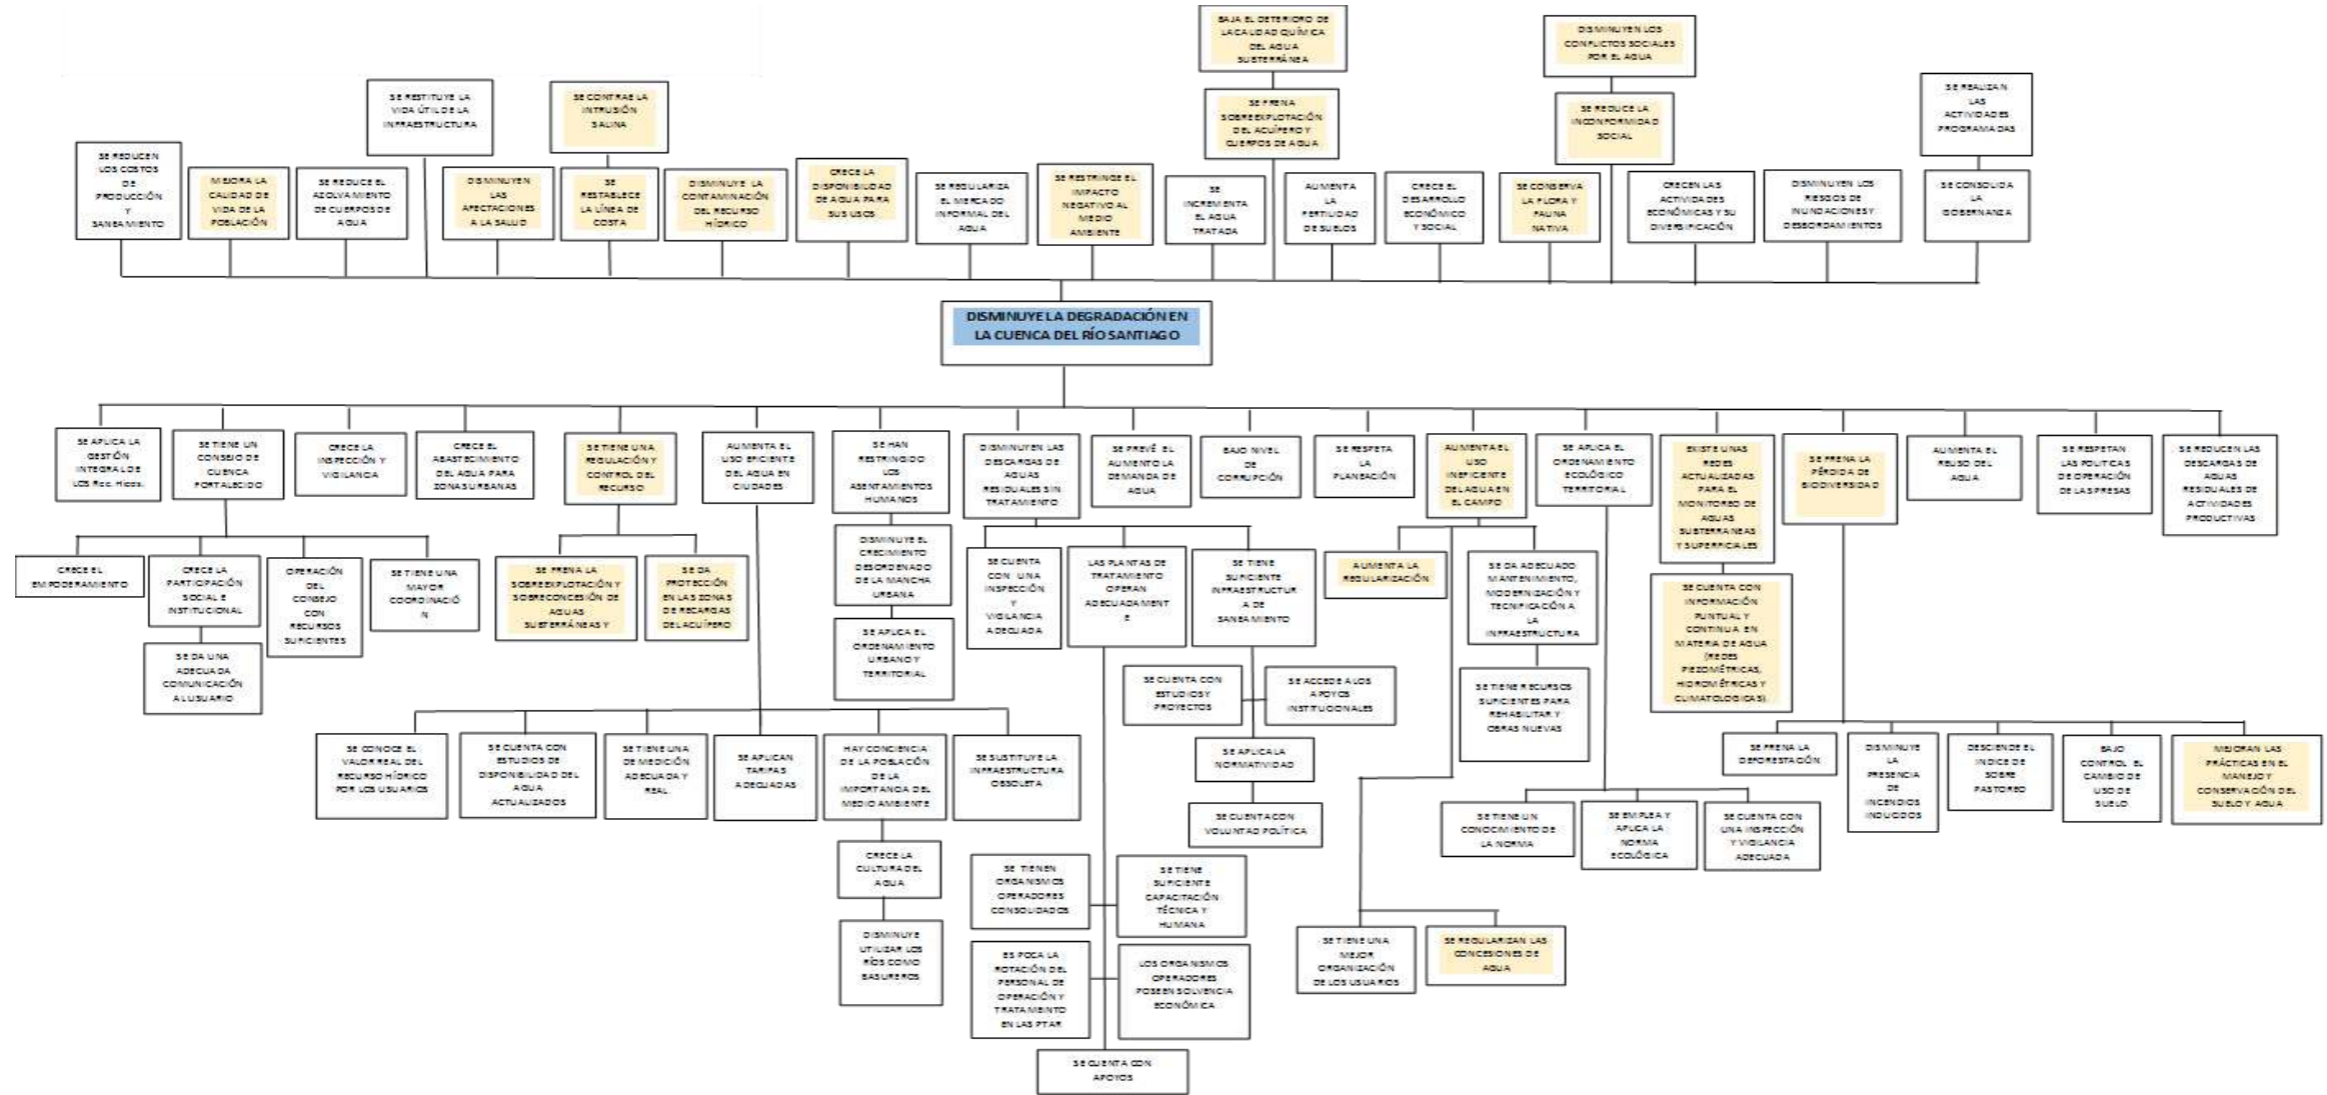 BAJA EL DETERIORO DE
LA CALIDAD QUÍMICA
DEL AGUA
SUBTERRÁNEA
DISMINUYEN LOS
CONFLICTOS SOCIALES
POR EL AGUA
SE RESTITUYE LA
VIDA ÚTIL DE LA
INFRAESTRUCTURA
SE CONTRAE LA
INTRUSIÓN
SALINA
SE FRENA
SOBREEXPLOTACIÓN
DEL ACUÍFERO Y
CUERPOS DE AGUA
SE REDUCE LA
INCONFORMIDAD
SOCIAL
SE REALIZAN
LAS
ACTIVIDADES
PROGRAMADAS
SE REDUCEN
LOS COSTOS
DE
PRODUCCIÓN
Y
SANEAMIENTO
MEJORA LA
CALIDAD DE
VIDA DE LA
POBLACIÓN
SE REDUCE EL
AZOLVAMIENTO
DE CUERPOS DE
AGUA
DISMINUYEN
LAS
AFECTACIONES
A LA SALUD
SE
RESTABLECE
LA LÍNEA DE
COSTA
DISMINUYE LA
CONTAMINACIÓN
DEL RECURSO
HÍDRICO
CRECE LA
DISPONIBILIDAD
DE AGUA PARA
SUS USOS
SE REGULARIZA
EL MERCADO
INFORMAL DEL
AGUA
SE RESTRINGE EL
IMPACTO
NEGATIVO AL
MEDIO
AMBIENTE
SE
INCREMENTA
EL AGUA
TRATADA
AUMENTA
LA
FERTILIDAD
DE SUELOS
CRECE EL
DESARROLLO
ECONÓMICO
Y SOCIAL
SE CONSERVA
LA FLORA Y
FAUNA
NATIVA
CRECEN LAS
ACTIVIDADES
ECONÓMICAS Y SU
DIVERSIFICACIÓN
DISMINUYEN LOS
RIESGOS DE
INUNDACIONES Y
DESBORDAMIENTOS
SE CONSOLIDA
LA
GOBERNANZA
DISMINUYE LA DEGRADACIÓN EN
LA CUENCA DEL RÍO SANTIAGO
SE APLICA LA
GESTIÓN
INTEGRAL DE
LOS Rec. Hicos.
SE TIENE UN
CONSEJO DE
CUENCA
FORTALECIDO
CRECE LA
INSPECCIÓN Y
VIGILANCIA
CRECE EL
ABASTECIMIENTO
DEL AGUA PARA
ZONAS URBANAS
SE TIENE UNA
REGULACIÓN Y
CONTROL DEL
RECURSO
AUMENTA EL
USO EFICIENTE
DEL AGUA EN
CIUDADES
SE HAN
RESTRINGIDO
LOS
ASENTAMIENTOS
HUMANOS
DISMINUYEN LAS
DESCARGAS DE
AGUAS
RESIDUALES SIN
TRATAMIENTO
SE PREVÉ EL
AUMENTO LA
DEMANDA DE
AGUA
BAJO NIVEL
DE
CORRUPCIÓN
SE RESPETA
LA
PLANEACIÓN
AUMENTA EL
USO
INEFICIENTE
DEL AGUA EN
EL CAMPO
SE APLICA EL
ORDENAMIENTO
ECOLÓGICO
TERRITORIAL
EXISTE UNAS
REDES
ACTUALIZADAS
PARA EL
MONITOREO DE
AGUAS
SUBTERRANEAS
Y SUPERFICIALES
SE FRENA LA
PÉRDIDA DE
BIODIVERSIDAD
AUMENTA EL
REUSO DEL
AGUA
SE RESPETAN
LAS POLITICAS
DE OPERACIÓN
DE LAS PRESAS
SE REDUCEN LAS
DESCARGAS DE
AGUAS
RESIDUALES DE
ACTIVIDADES
PRODUCTIVAS
CRECE EL
EMPODERAMIENTO
CRECE LA
PARTICIPACIÓN
SOCIAL E
INSTITUCIONAL
OPERACIÓN
DEL
CONSEJO
CON
RECURSOS
SUFICIENTES
SE TIENE UNA
MAYOR
COORDINACIÓ
N
SE DA UNA
ADECUADA
COMUNICACIÓN
AL USUARIO
SE FRENA LA
SOBREEXPLOTACIÓN Y
SOBRECONCESIÓN DE
AGUAS
SUBTERRÁNEAS Y
SE DA
PROTECCIÓN
EN LAS ZONAS
DE RECARGAS
DEL ACUÍFERO
DISMINUYE EL
CRECIMIENTO
DESORDENADO
DE LA MANCHA
URBANA
SE APLICA EL
ORDENAMIENTO
URBANO Y
TERRITORIAL
SE CUENTA
CON UNA
INSPECCIÓN
Y
VIGILANCIA
ADECUADA
LAS PLANTAS DE
TRATAMIENTO
OPERAN
ADECUADAMENT
E
SE TIENE
SUFICIENTE
INFRAESTRUCTUR
A DE
SANEAMIENTO
AUMENTA LA
REGULARIZACIÓN
SE DA ADECUADO
MANTENIMIENTO,
MODERNIZACIÓN Y
TECNIFICACIÓN A
LA
INFRAESTRUCTURA
SE CUENTA CON
INFORMACIÓN
PUNTUAL Y
CONTINUA EN
MATERIA DE AGUA
(REDES
PIEZOMÉTRICAS,
HIDROMÉTRICAS Y
CLIMATOLOGICAS).
SE CUENTA CON
ESTUDIOS Y
PROYECTOS
SE ACCEDE A LOS
APOYOS
INSTITUCIONALES
SE TIENE RECURSOS
SUFICIENTES PARA
REHABILITAR Y
OBRAS NUEVAS
SE CONOCE EL
VALOR REAL DEL
RECURSO HÍDRICO
POR LOS USUARIOS
SE CUENTA CON
ESTUDIOS DE
DISPONIBILIDAD DEL
AGUA
ACTUALIZADOS
SE TIENE UNA
DE MEDICIÓN
ADECUADA Y
REAL
SE APLICAN
TARIFAS
ADECUADAS
HAY CONCIENCIA
DE LA POBLACIÓN
DE LA
IMPORTANCIA DEL
MEDIO AMBIENTE
SE SUSTITUYE LA
INFRAESTRUCTURA
OBSOLETA
SE APLICA LA
NORMATIVIDAD
SE CUENTA CON
VOLUNTAD POLÍTICA
SE FRENA LA
DEFORESTACIÓN
DISMINUYE
LA
PRESENCIA
DE
INCENDIOS
INDUCIDOS
DESCIENDE EL
INDICE DE
SOBRE
PASTOREO
BAJO
CONTROL EL
CAMBIO DE
USO DE
SUELO
MEJORAN LAS
PRÁCTICAS EN EL
MANEJO Y
CONSERVACIÓN DEL
SUELO Y AGUA
SE TIENE UN
CONOCIMIENTO DE
LA NORMA
SE EMPLEA Y
APLICA LA
NORMA
ECOLÓGICA
SE CUENTA CON
UNA INSPECCIÓN
Y VIGILANCIA
ADECUADA
CRECE LA
CULTURA DEL
AGUA
DISMINUYE
UTILIZAR LOS
RÍOS COMO
BASUREROS
SE TIENEN
ORGANISMOS
OPERADORES
CONSOLIDADOS
SE TIENE
SUFICIENTE
CAPACITACIÓN
TÉCNICA Y
HUMANA
ES POCA LA
ROTACIÓN DEL
PERSONAL DE
OPERACIÓN Y
TRATAMEINTO
EN LAS PTAR
LOS ORGANISMOS
OPERADORES
POSEEN SOLVENCIA
ECONÓMICA
SE CUENTA CON
APOYOS
SE TIENE UNA
MEJOR
ORGANIZACIÓN
DE LOS USUARIOS
SE REGULARIZAN LAS
CONCESIONES DE
AGUA